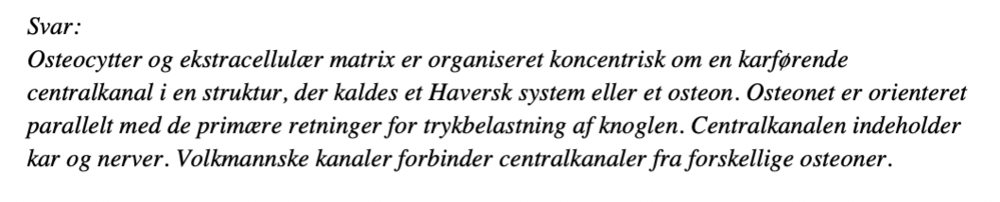 Svar:
Osteocytter og ekstracellulær matrix er organiseret koncentrisk om en karførende
centralkanal i en struktur, der kaldes et Haversk system eller et osteon. Osteonet er orienteret
parallelt med de primære retninger for trykbelastning af knoglen. Centralkanalen indeholder
kar og nerver. Volkmannske kanaler forbinder centralkanaler fra forskellige osteoner.